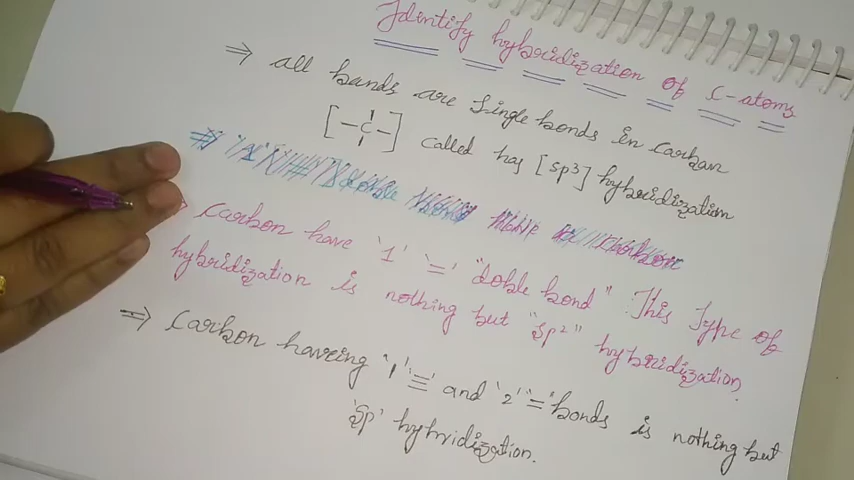 Identify hybridization of C-atoms
⇒ all bands are single bonds in carban
[-C-] called has [sp³] hybridization
carbon have '1' '=' "doble bond" This Type of
hybridization is nothing but "sp²" hybridization.
⇒ Carbon having '1' '≡' and '2' '=' bonds is nothing but
'sp' hybridization.